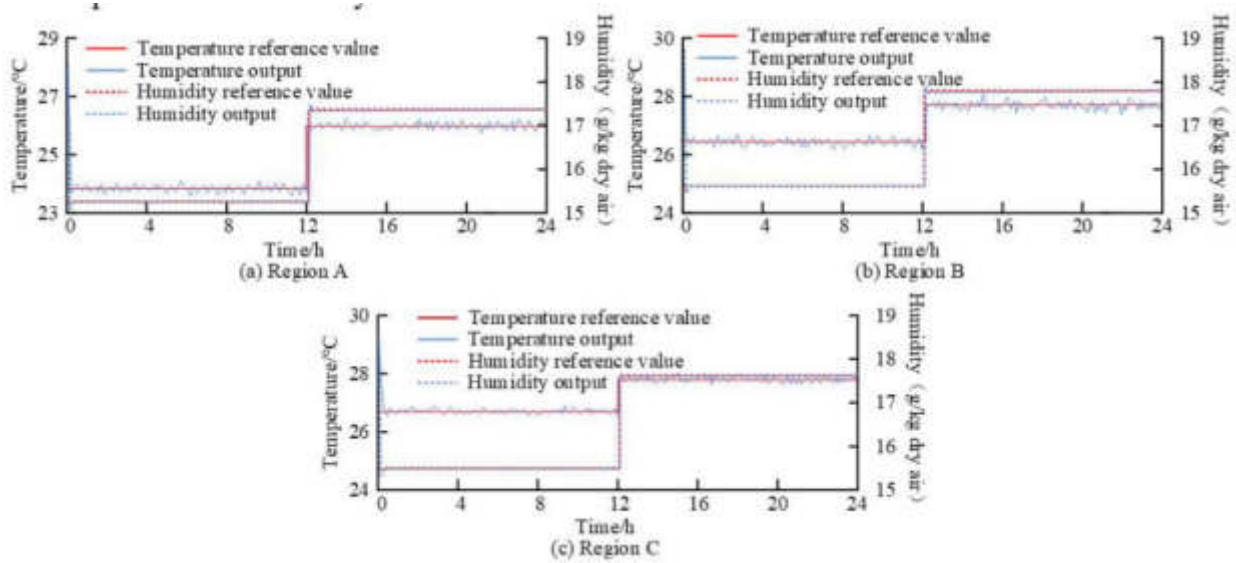 29
27
25
23
Temperature/°C
Temperature reference value
Temperature output
Humidity reference value
Humidity output
19
18
17
16
15
Humidity (g/kg dry air)
0 4 8 12 16 20 24
Time/h
(a) Region A
30
28
26
24
Temperature/°C
Temperature reference value
Temperature output
Humidity reference value
Humidity output
19
18
17
16
15
Humidity (g/kg dry air)
0 4 8 12 16 20 24
Time/h
(b) Region B
30
28
26
24
Temperature/°C
Temperature reference value
Temperature output
Humidity reference value
Humidity output
19
18
17
16
15
Humidity (g/kg dry air)
0 4 8 12 16 20 24
Time/h
(c) Region C